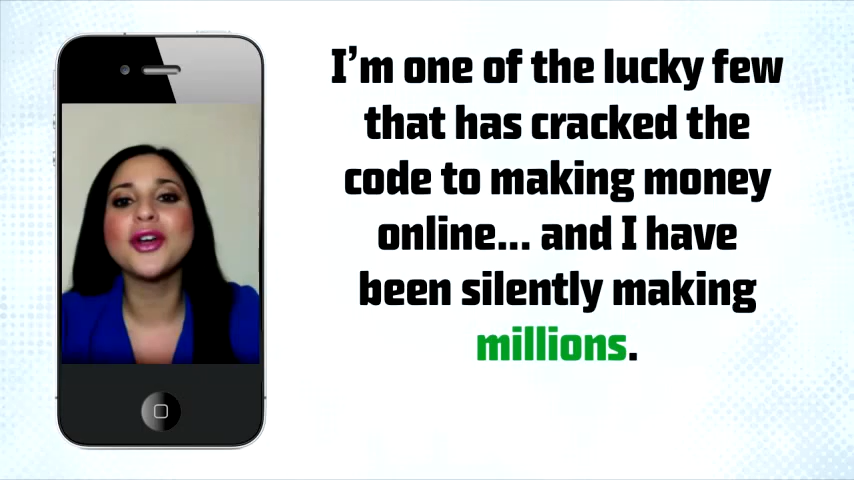 I’m one of the lucky few
that has cracked the
code to making money
online... and I have
been silently making
millions.